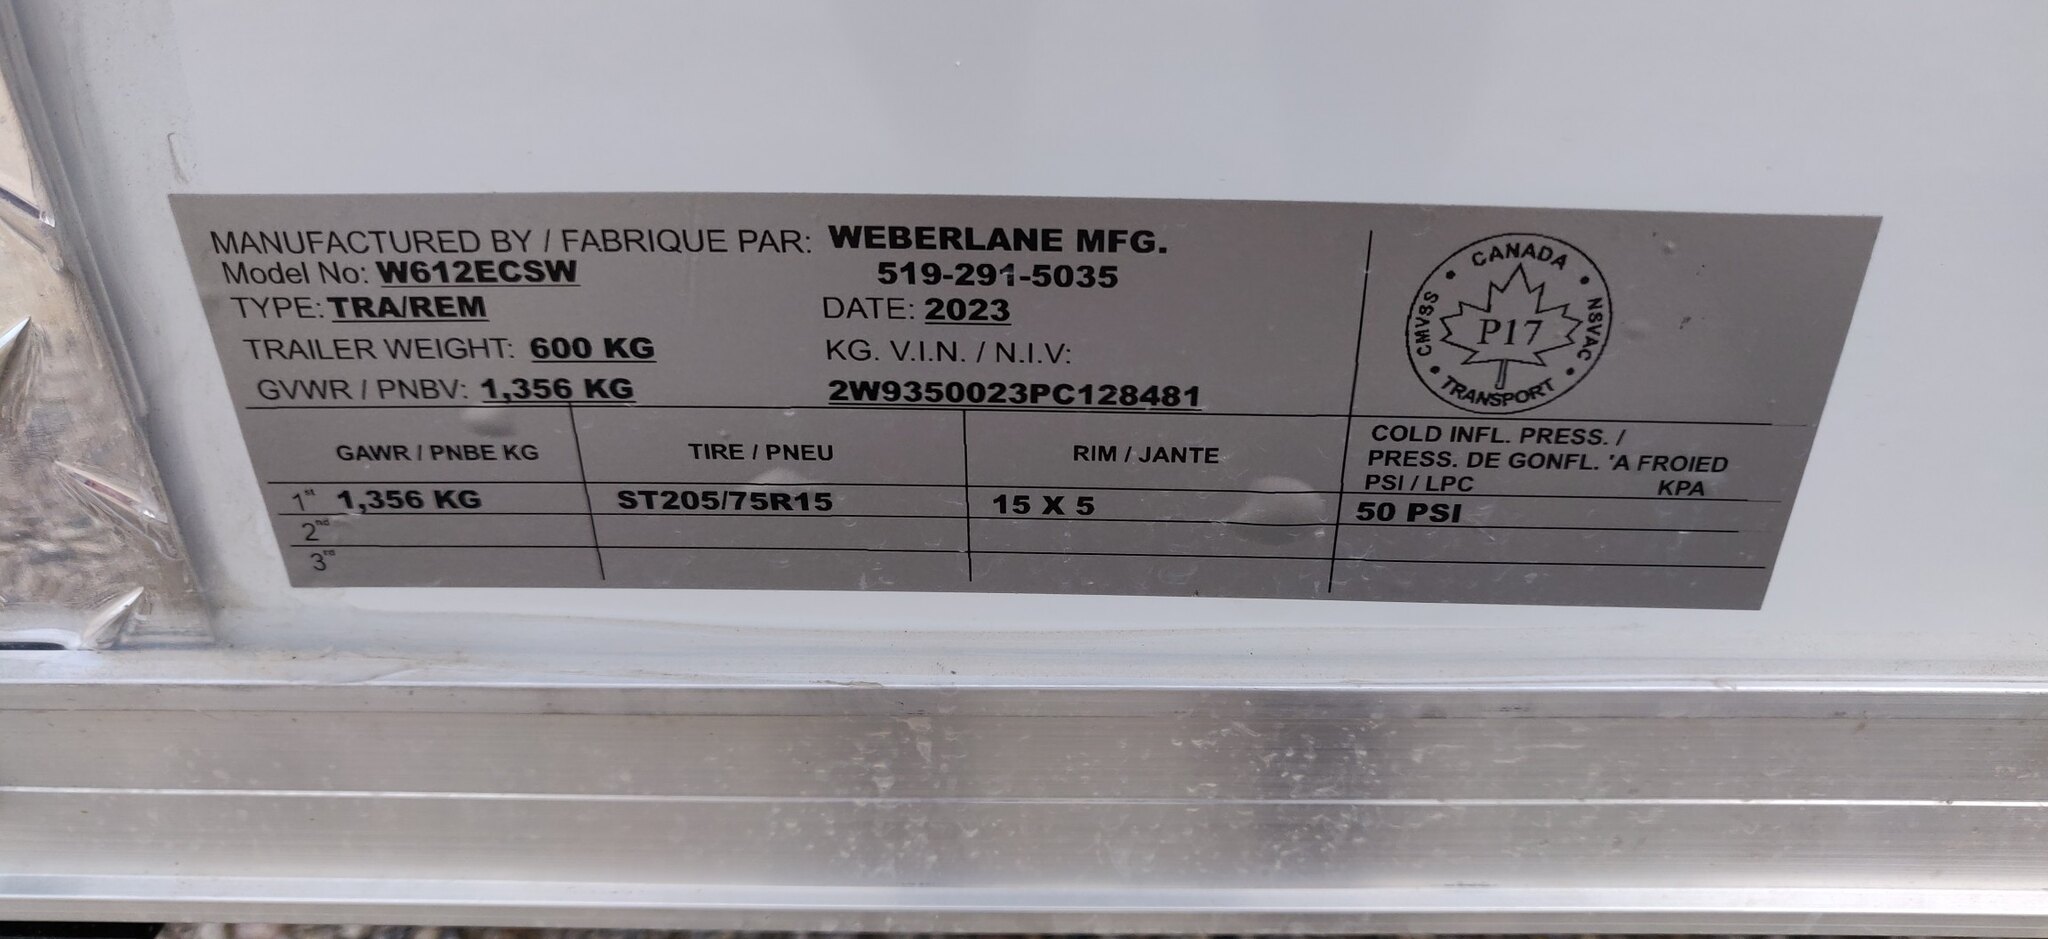 MANUFACTURED BY / FABRIQUE PAR: WEBERLANE MFG.
Model No: W612ECSW 519-291-5035
TYPE: TRA/REM DATE: 2023
TRAILER WEIGHT: 600 KG KG. V.I.N. / N.I.V:
GVWR / PNBV: 1,356 KG 2W9350023PC128481
CANADA
CMVSS P17 NSVAC
TRANSPORT
GAWR / PNBE KG TIRE / PNEU RIM / JANTE COLD INFL. PRESS. /
PRESS. DE GONFL. 'A FROIED
PSI / LPC KPA
1st 1,356 KG ST205/75R15 15 X 5 50 PSI
2nd
3rd